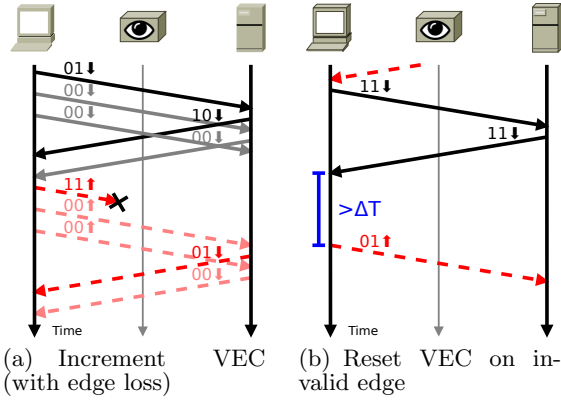 01⬇
00⬇
00⬇
10⬇
00⬇
11⬆
00⬆
00⬆
01⬇
00⬇
Time
(a) Increment VEC
(with edge loss)
11⬇
11⬇
>ΔT
01⬆
Time
(b) Reset VEC on in-
valid edge